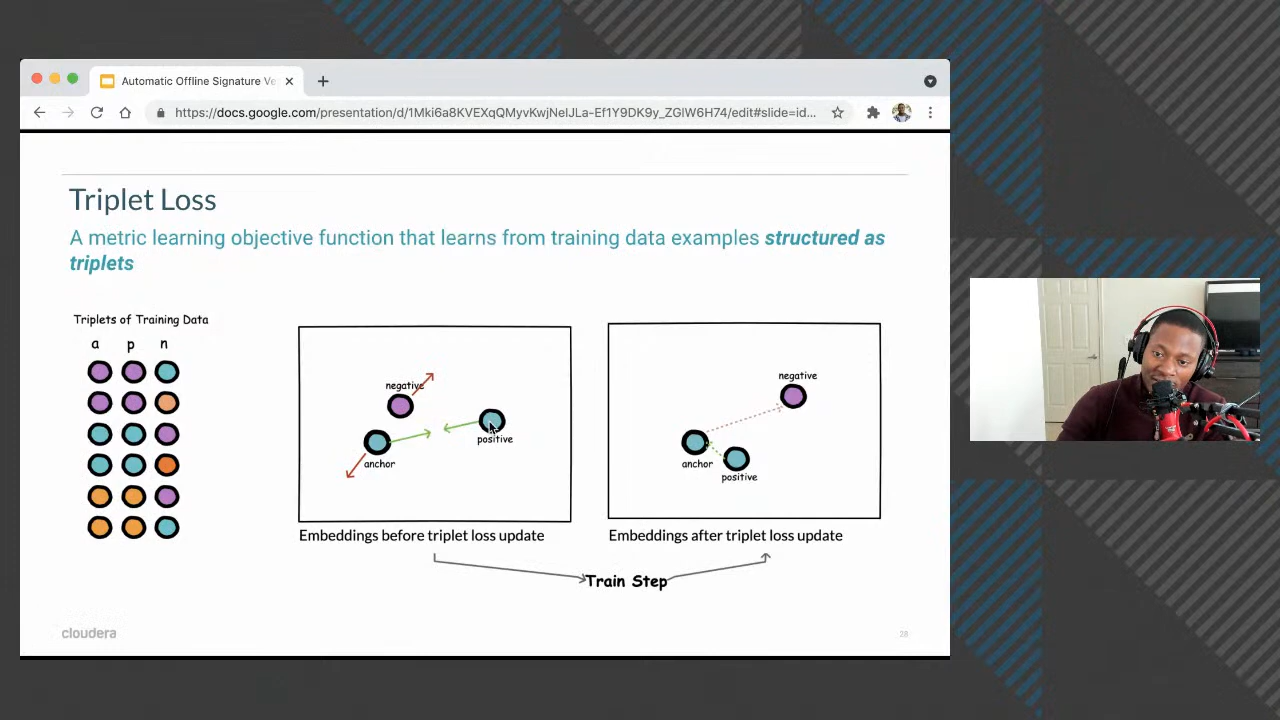 Automatic Offline Signature Ve
https://docs.google.com/presentation/d/1Mki6a8KVEXqQMyvKwjNelJLa-Ef1Y9DK9y_ZGlW6H74/edit#slide=id...
Triplet Loss
A metric learning objective function that learns from training data examples structured as
triplets
Triplets of Training Data
a p n
negative
positive
anchor
Embeddings before triplet loss update
negative
anchor
positive
Embeddings after triplet loss update
Train Step
cloudera
28